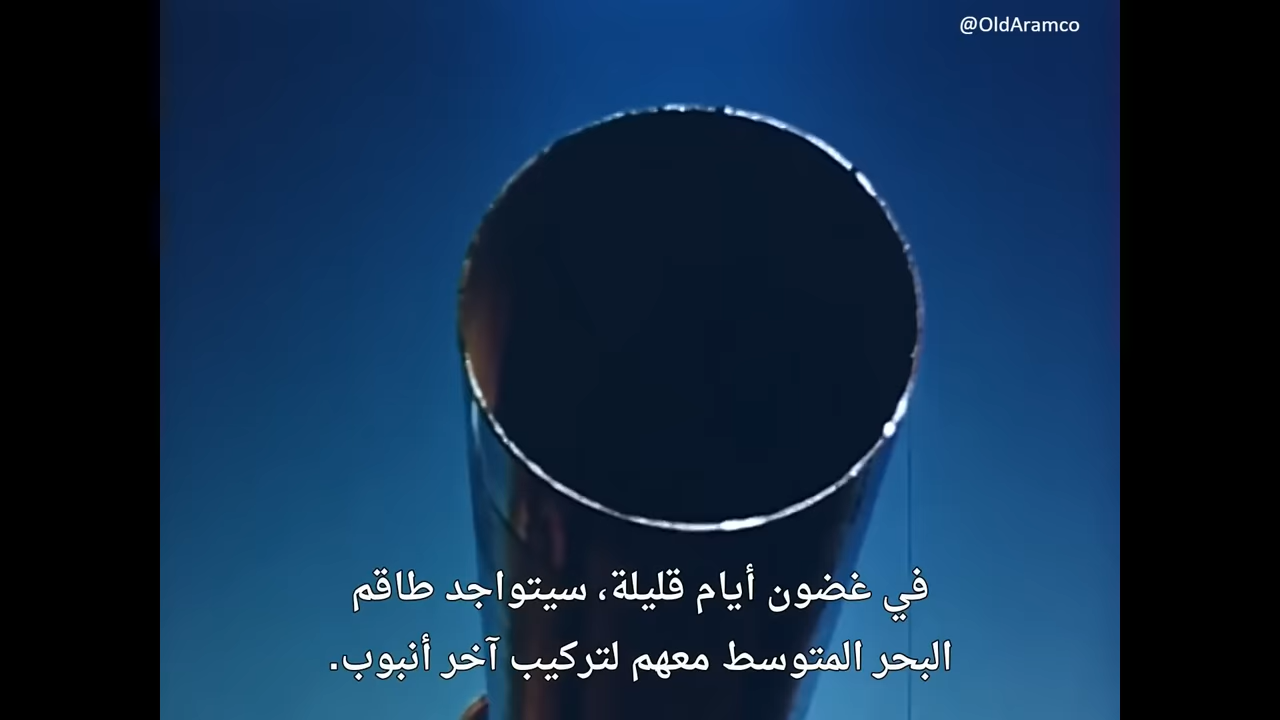 @OldAramco
في غضون أيام قليلة، سيتواجد طاقم
البحر المتوسط معهم لتركيب آخر أنبوب.